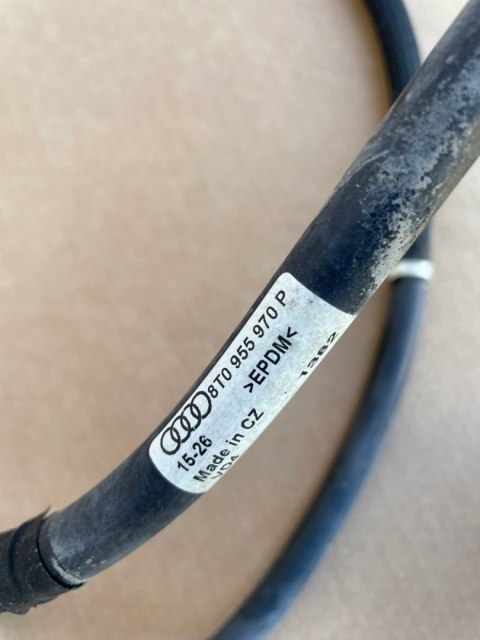 8T0 955 970 P
>EPDM<
15-26
Made in CZ